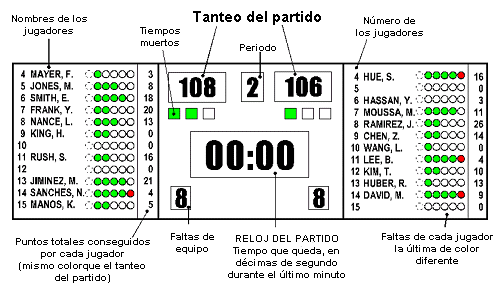 Nombres de los
jugadores
Tiempos
muertos
Tanteo del partido
Periodo
Número de
los jugadores
4 MAYER, F. 3
5 JONES, M. 8
6 SMITH, E. 18
7 FRANK, Y. 20
8 NANCE, L. 13
9 KING, H. 0
10 0
11 RUSH, S. 16
12 0
13 JIMINEZ, M. 21
14 SANCHES, N. 4
15 MANOS, K. 5
108
2
106
00:00
8
8
4 HUE, S. 16
5 0
6 HASSAN, Y. 3
7 MOUSSA, M. 11
8 RAMIREZ, J. 26
9 CHEN, Z. 14
10 WANG, L. 0
11 LEE, B. 4
12 KIM, T. 10
13 HUBER, R. 13
14 DAVID, M. 9
15 0
Puntos totales conseguidos
por cada jugador
(mismo colorque el tanteo
del partido)
Faltas de
equipo
RELOJ DEL PARTIDO
Tiempo que queda, en
décimas de segundo
durante el último minuto
Faltas de cada jugador
la última de color
diferente